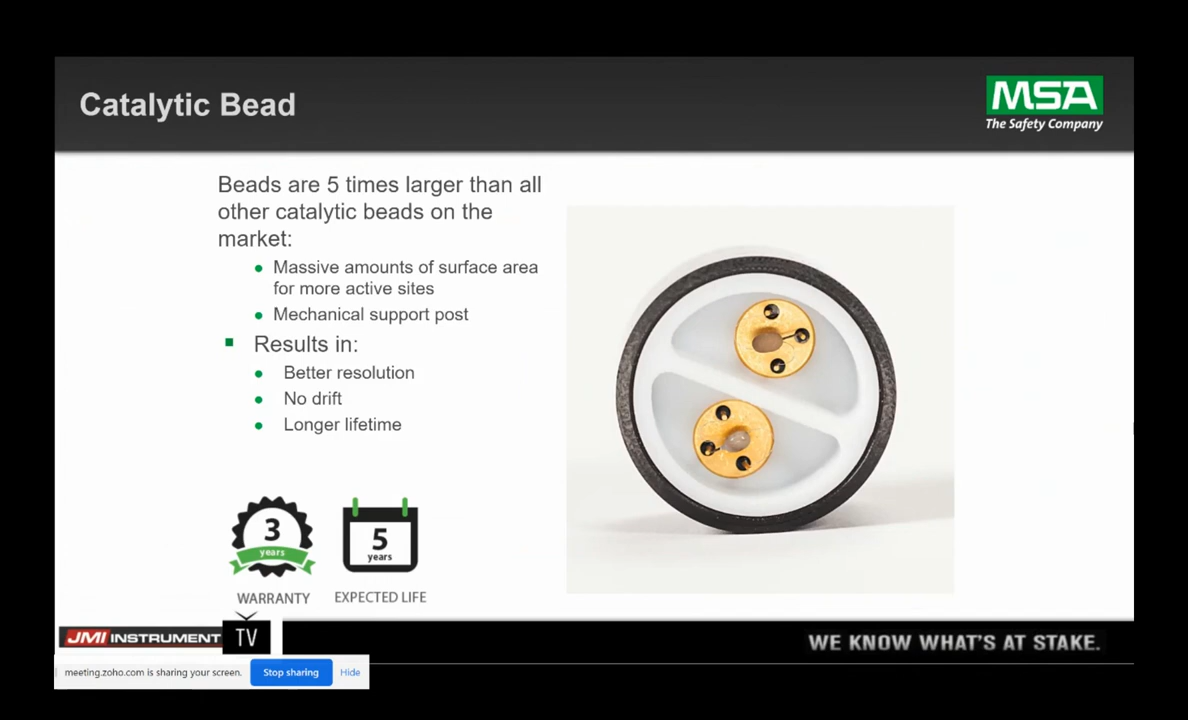 Catalytic Bead
MSA
The Safety Company
Beads are 5 times larger than all
other catalytic beads on the
market:
Massive amounts of surface area
for more active sites
Mechanical support post
Results in:
Better resolution
No drift
Longer lifetime
3
years
WARRANTY
5
years
EXPECTED LIFE
JMI INSTRUMENT TV
WE KNOW WHAT'S AT STAKE.
meeting.zoho.com is sharing your screen. Stop sharing Hide